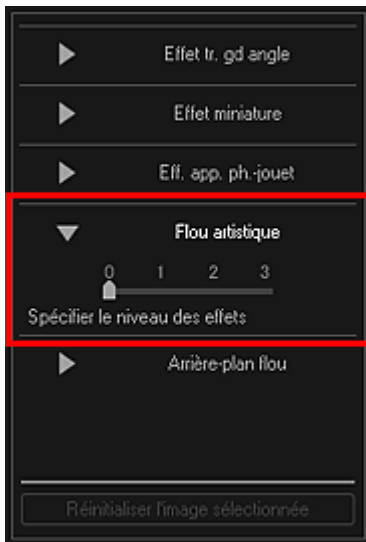 Effet tr. gd angle
Effet miniature
Eff. app. ph.-jouet
Flou artistique
0 1 2 3
Spécifier le niveau des effets
Arrière-plan flou
Réinitialiser l'image sélectionnée